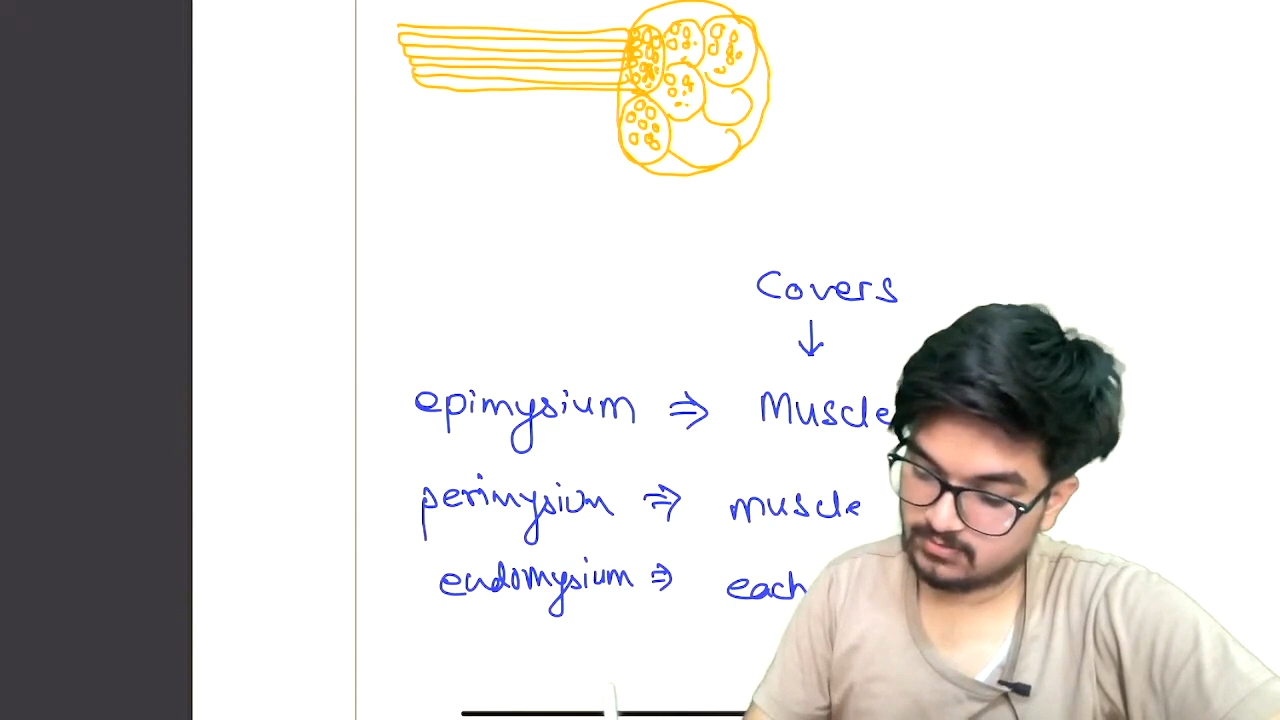 Covers
↓
epimysium ⇒ Muscle
perimysium ⇒ muscle
endomysium ⇒ each